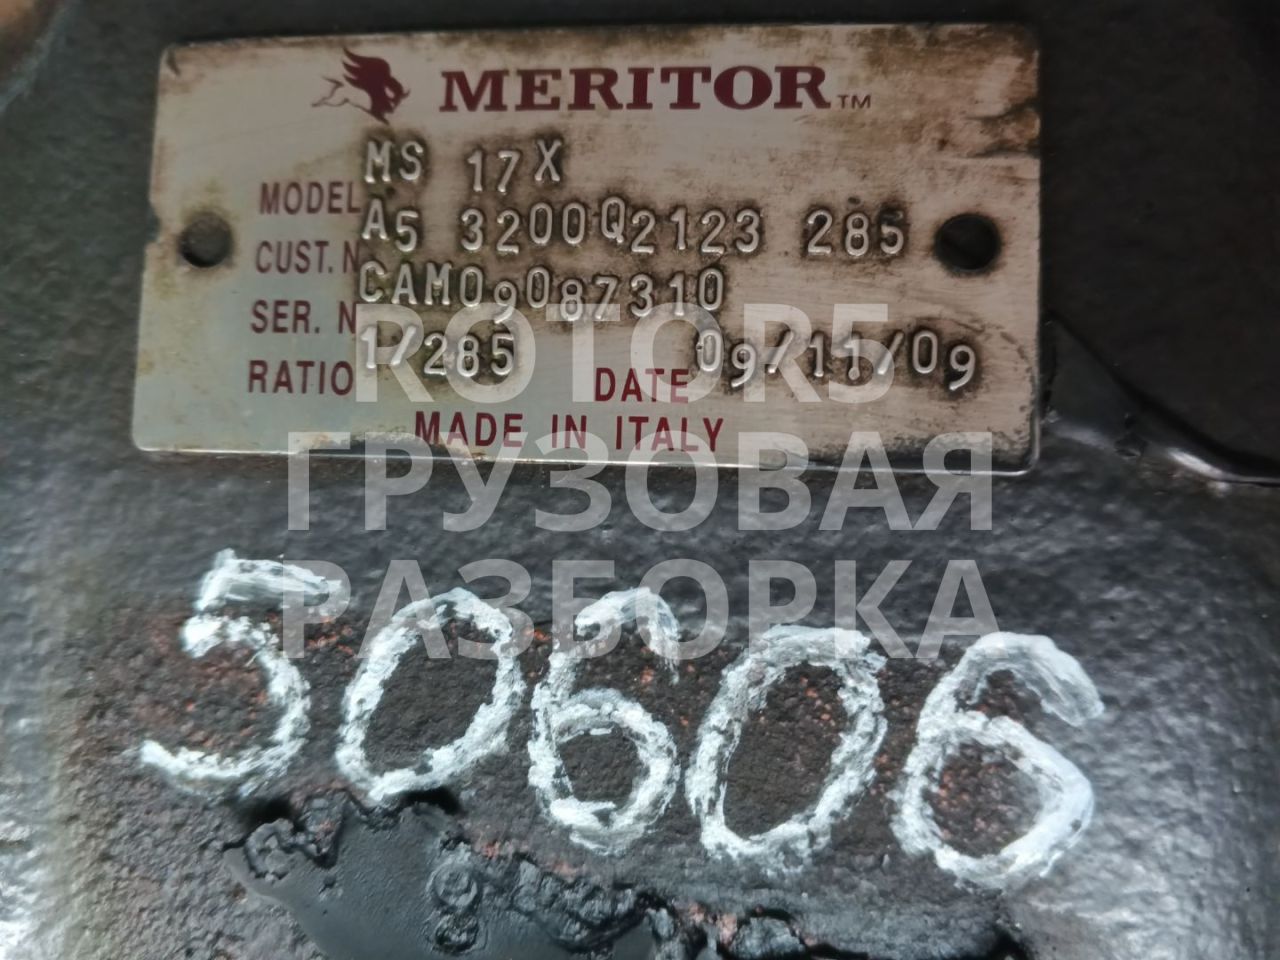 MERITOR™
MODEL MS 17X
CUST. N A5 3200Q2123 285
SER. N CAM09087310
RATIO 1/285 DATE 09/11/09
MADE IN ITALY
ROTOR5
ГРУЗОВАЯ
РАЗБОРКА
50606